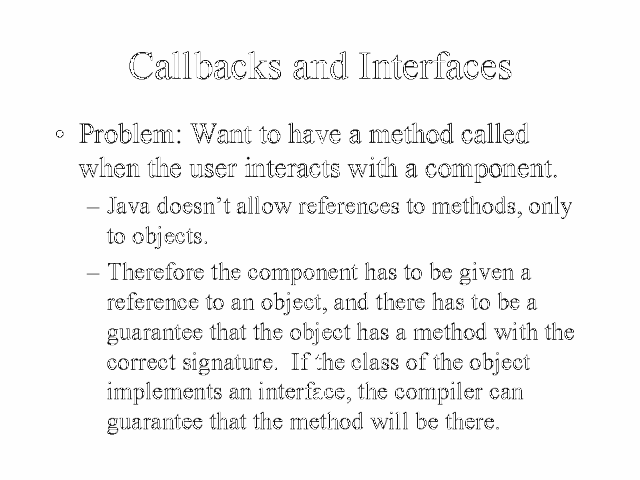 Callbacks and Interfaces
◦ Problem: Want to have a method called
when the user interacts with a component.
– Java doesn't allow references to methods, only
to objects.
– Therefore the component has to be given a
reference to an object, and there has to be a
guarantee that the object has a method with the
correct signature.  If the class of the object
implements an interface, the compiler can
guarantee that the method will be there.